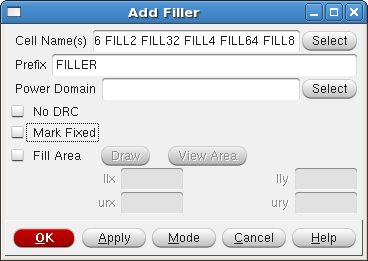 Add Filler
Cell Name(s) 6 FILL2 FILL32 FILL4 FILL64 FILL8 Select
Prefix FILLER
Power Domain Select
No DRC
Mark Fixed
Fill Area Draw View Area
llx lly
urx ury
OK Apply Mode Cancel Help